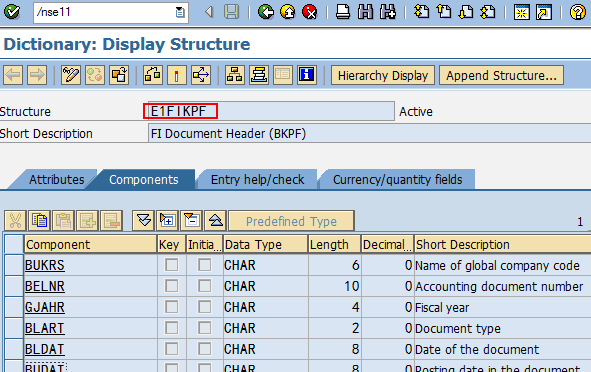 /nse11
Dictionary: Display Structure
Hierarchy Display Append Structure...
Structure E1FIKPF Active
Short Description FI Document Header (BKPF)
Attributes Components Entry help/check Currency/quantity fields
Predefined Type 1
Component Key Initia... Data Type Length Decimal... Short Description
BUKRS CHAR 6 0 Name of global company code
BELNR CHAR 10 0 Accounting document number
GJAHR CHAR 4 0 Fiscal year
BLART CHAR 2 0 Document type
BLDAT CHAR 8 0 Date of the document
BUDAT CHAR 8 0 Posting date in the document